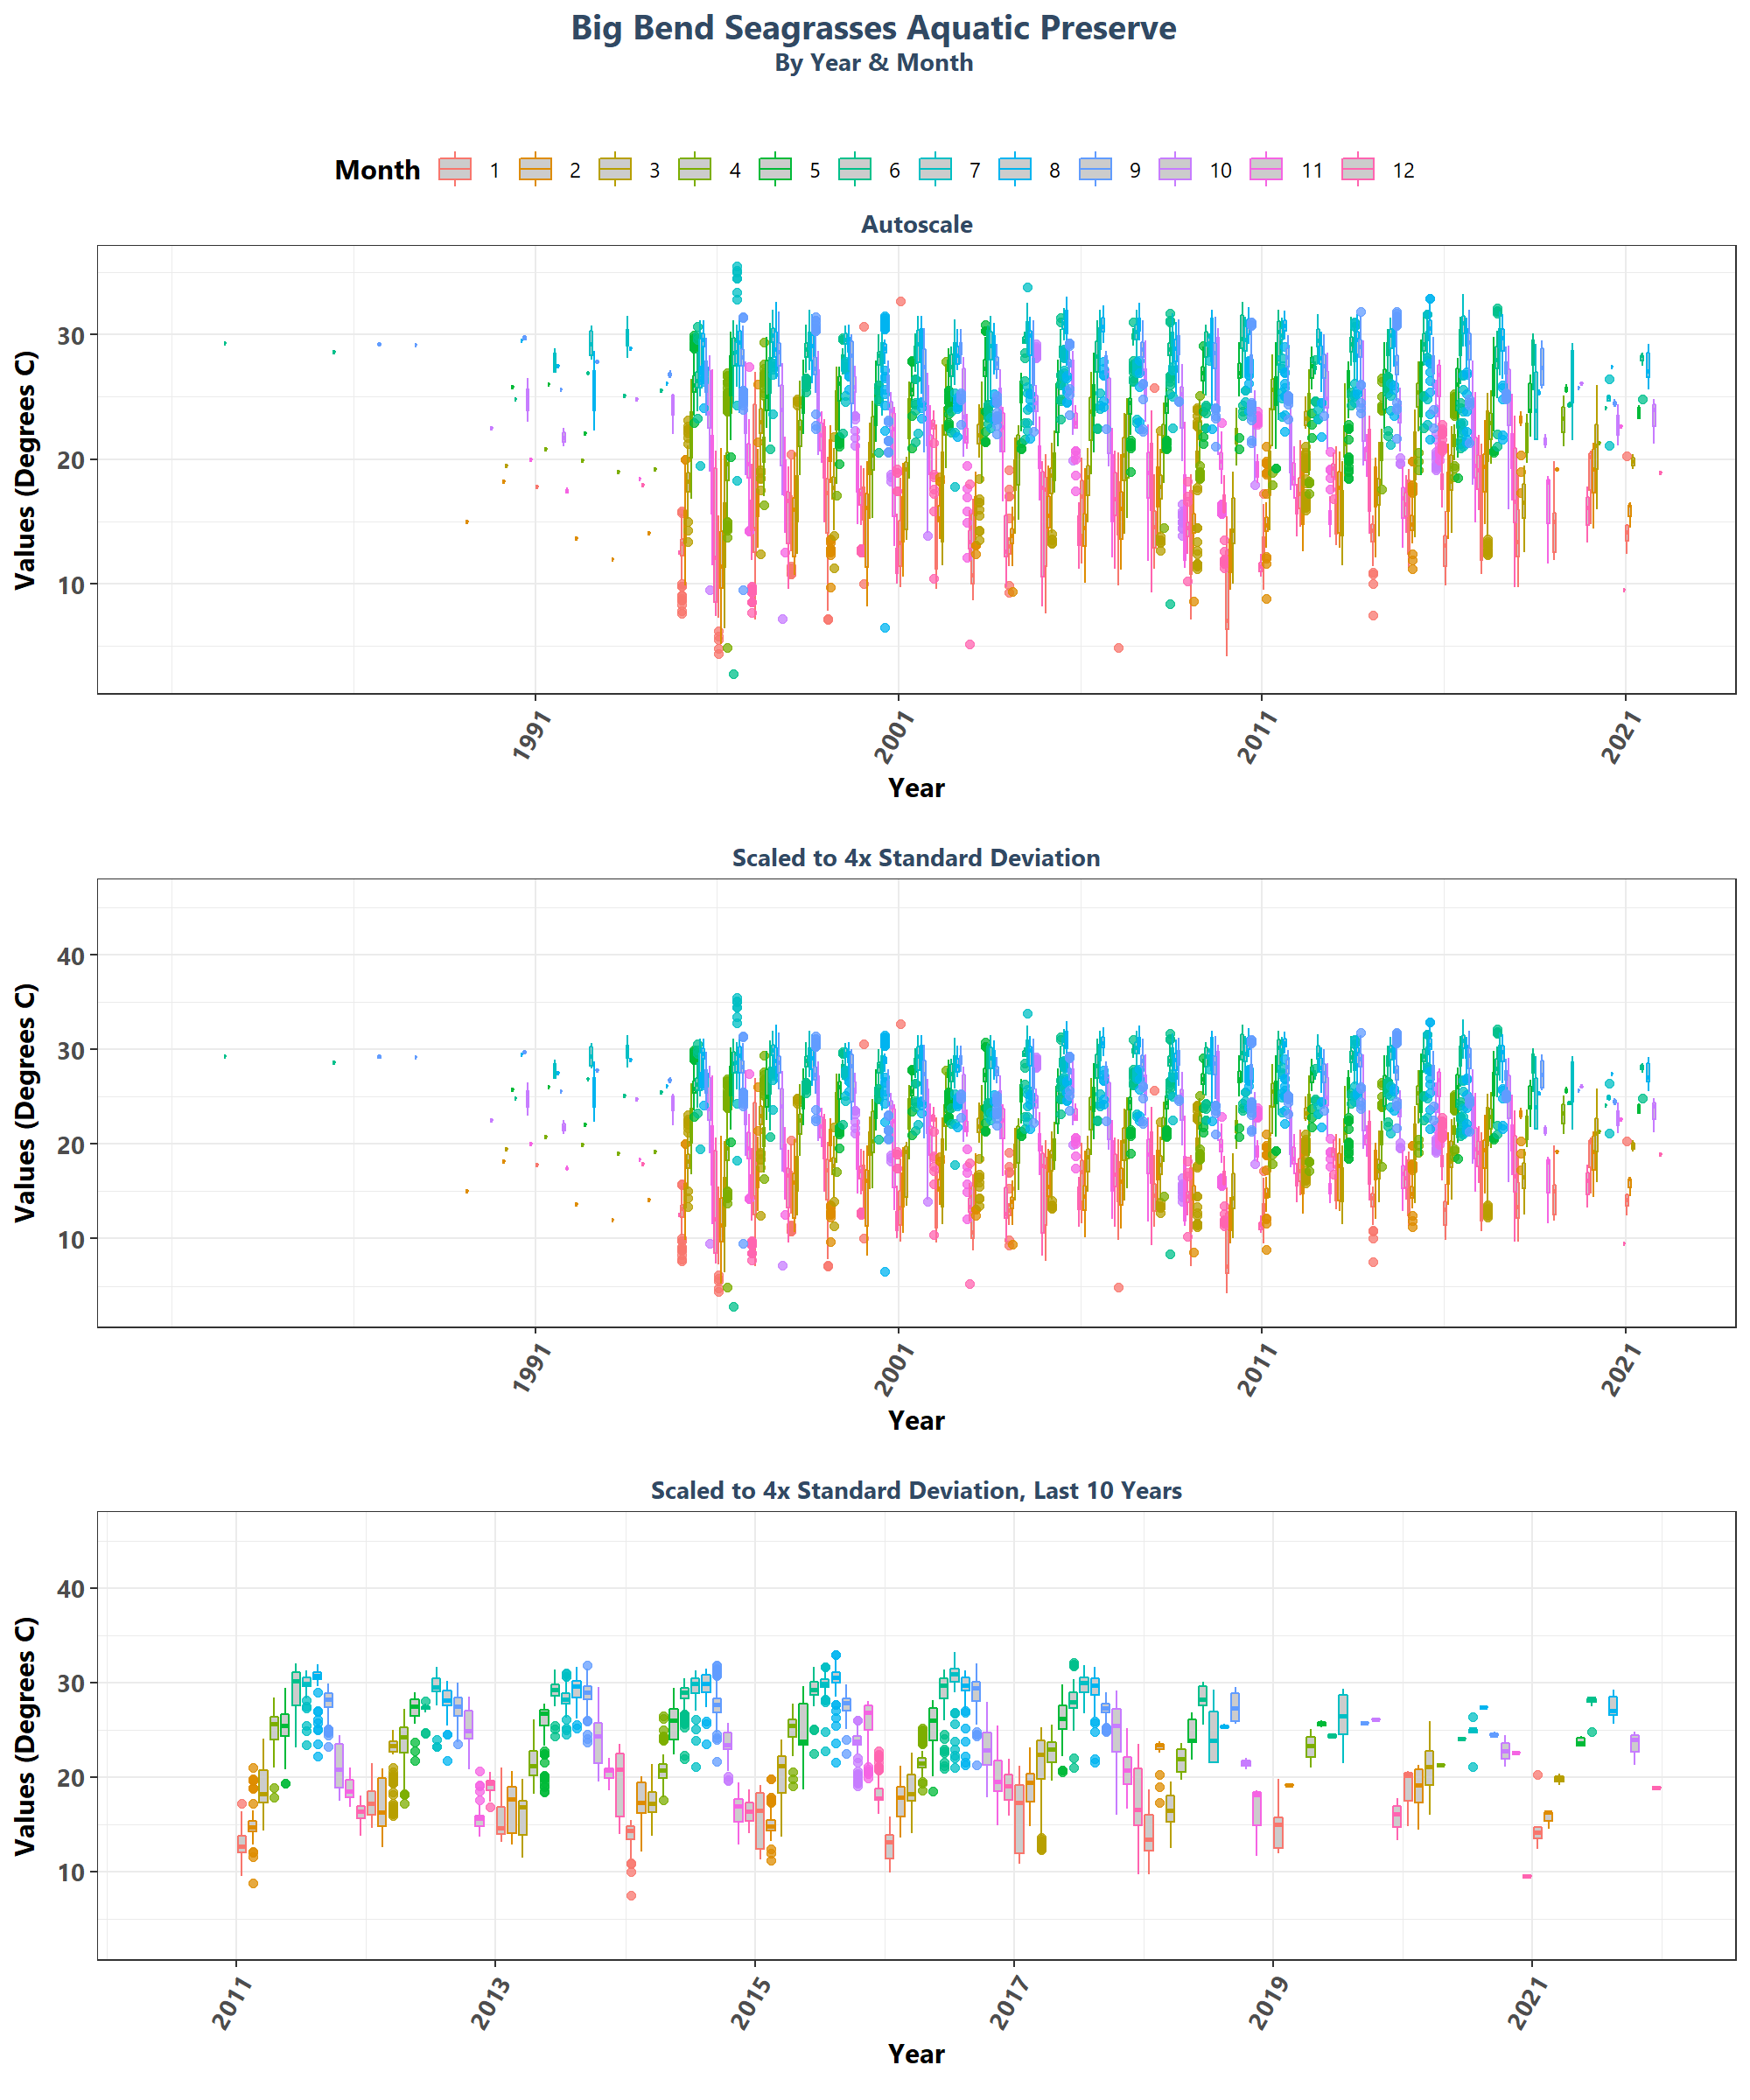 Big Bend Seagrasses Aquatic Preserve
By Year & Month
Month 1 2 3 4 5 6 7 8 9 10 11 12
Autoscale
Values (Degrees C)
30
20
10
1991 2001 2011 2021
Year
Scaled to 4x Standard Deviation
Values (Degrees C)
40
30
20
10
1991 2001 2011 2021
Year
Scaled to 4x Standard Deviation, Last 10 Years
Values (Degrees C)
40
30
20
10
2011 2013 2015 2017 2019 2021
Year